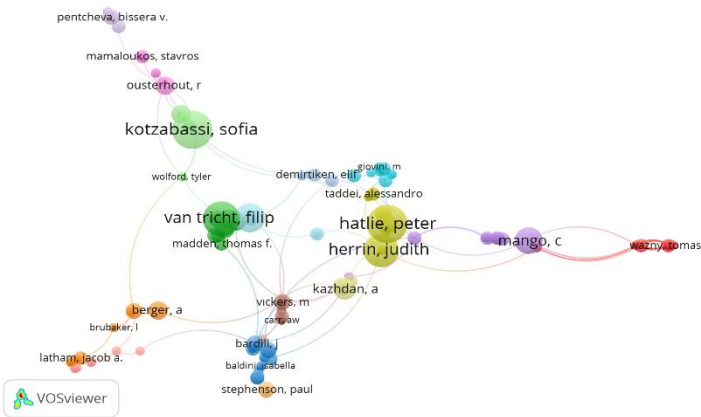 pentcheva, bissera v.
mamaloukos, stavros
ousterhout, r
kotzabassi, sofia
giovini, m
wolford, tyler
demirtiken, elif
taddei, alessandro
van tricht, filip
hatlie, peter
madden, thomas f.
herrin, judith
mango, c
wazny, tomas
kazhdan, a
vickers, m
berger, a
carr, aw
brubaker, l
bardill, j
latham, jacob a.
baldini, isabella
stephenson, paul
VOSviewer